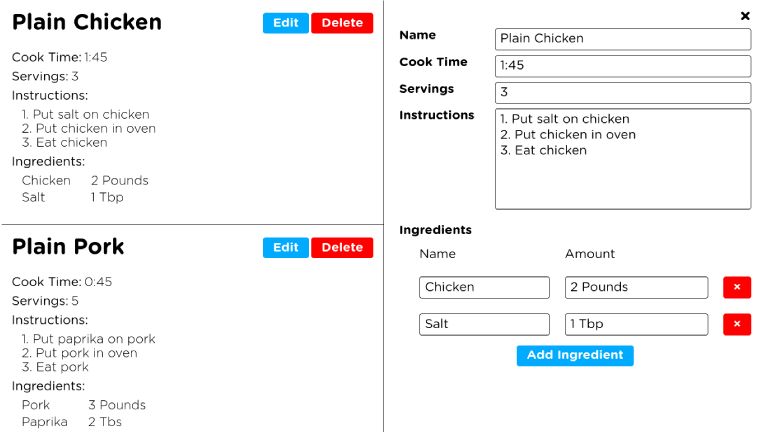 Plain Chicken
Edit Delete
Cook Time: 1:45
Servings: 3
Instructions:
1. Put salt on chicken
2. Put chicken in oven
3. Eat chicken
Ingredients:
Chicken 2 Pounds
Salt 1 Tbp
Plain Pork
Edit Delete
Cook Time: 0:45
Servings: 5
Instructions:
1. Put paprika on pork
2. Put pork in oven
3. Eat pork
Ingredients:
Pork 3 Pounds
Paprika 2 Tbs
×
Name Plain Chicken
Cook Time 1:45
Servings 3
Instructions 1. Put salt on chicken
2. Put chicken in oven
3. Eat chicken
Ingredients
Name Amount
Chicken 2 Pounds ×
Salt 1 Tbp ×
Add Ingredient